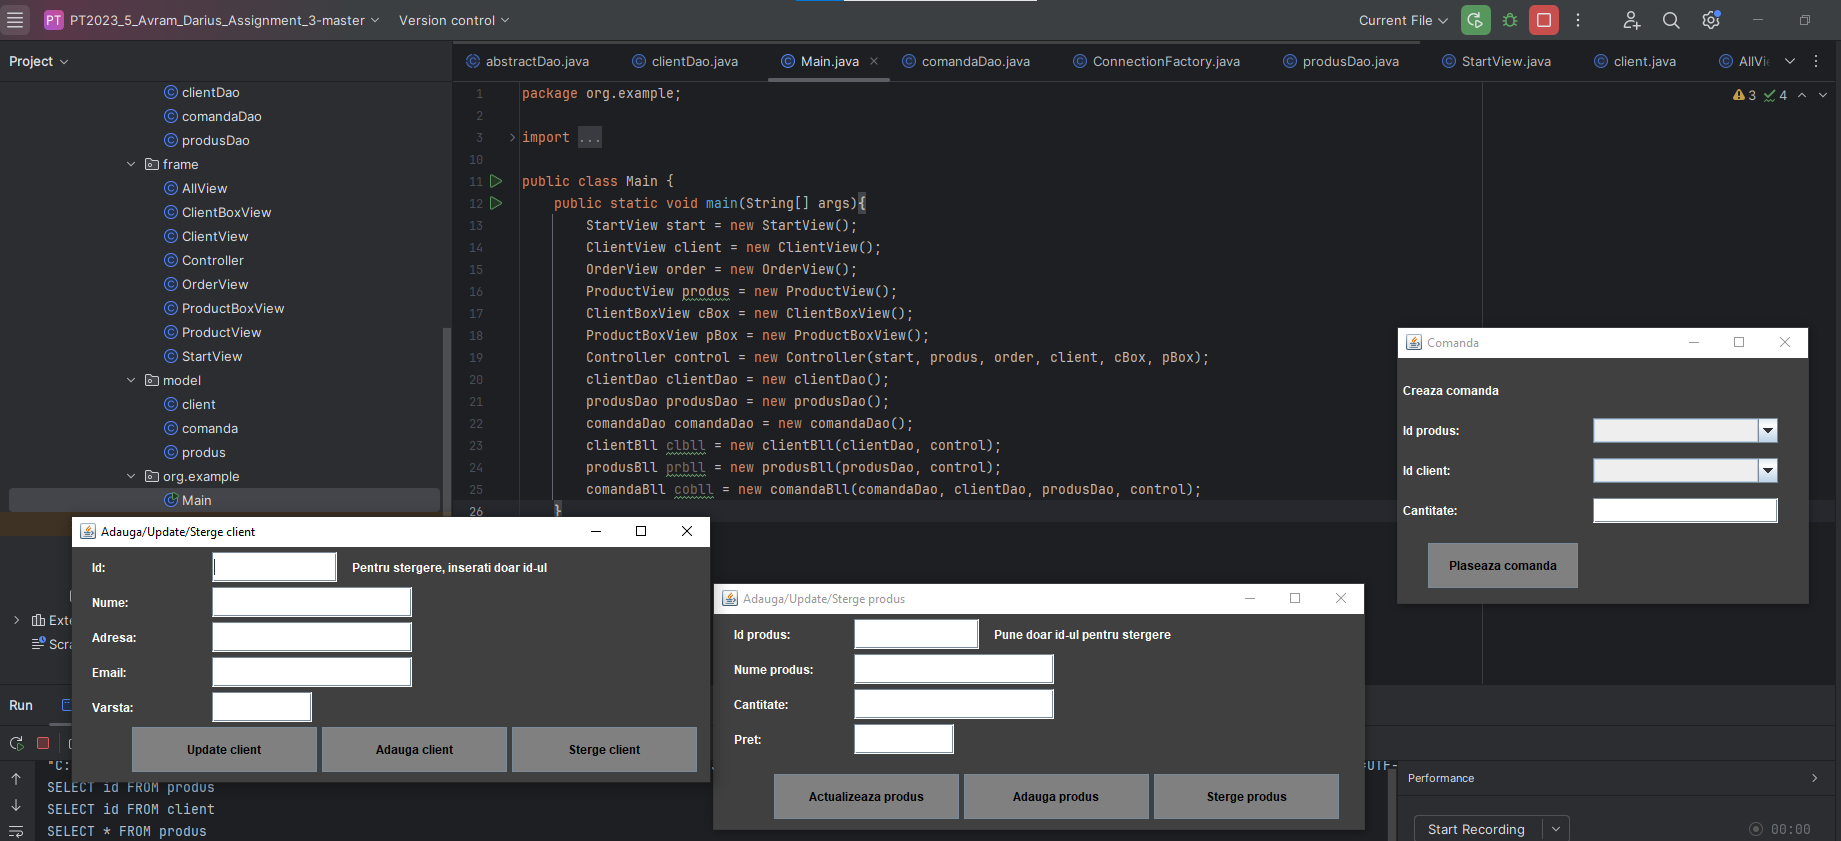 PT PT2023_5_Avram_Darius_Assignment_3-master Version control Current File
Project
abstractDao.java clientDao.java Main.java comandaDao.java ConnectionFactory.java produsDao.java StartView.java client.java
clientDao
comandaDao
produsDao
frame
AllView
ClientBoxView
ClientView
Controller
OrderView
ProductBoxView
ProductView
StartView
model
client
comanda
produs
org.example
Main
3 4
1 package org.example;
2
3 import ...
10
11 public class Main {
12 public static void main(String[] args){
13 StartView start = new StartView();
14 ClientView client = new ClientView();
15 OrderView order = new OrderView();
16 ProductView produs = new ProductView();
17 ClientBoxView cBox = new ClientBoxView();
18 ProductBoxView pBox = new ProductBoxView();
19 Controller control = new Controller(start, produs, order, client, cBox, pBox);
20 clientDao clientDao = new clientDao();
21 produsDao produsDao = new produsDao();
22 comandaDao comandaDao = new comandaDao();
23 clientBll clbll = new clientBll(clientDao, control);
24 produsBll prbll = new produsBll(produsDao, control);
25 comandaBll cobll = new comandaBll(comandaDao, clientDao, produsDao, control);
26 }
Comanda
Creaza comanda
Id produs:
Id client:
Cantitate:
Plaseaza comanda
Adauga/Update/Sterge client
Id: Pentru stergere, inserati doar id-ul
Nume:
Adresa:
Email:
Varsta:
Update client Adauga client Sterge client
Adauga/Update/Sterge produs
Id produs: Pune doar id-ul pentru stergere
Nume produs:
Cantitate:
Pret:
Actualizeaza produs Adauga produs Sterge produs
Run
"C:
SELECT id FROM produs
SELECT id FROM client
SELECT * FROM produs
Performance
Start Recording 00:00